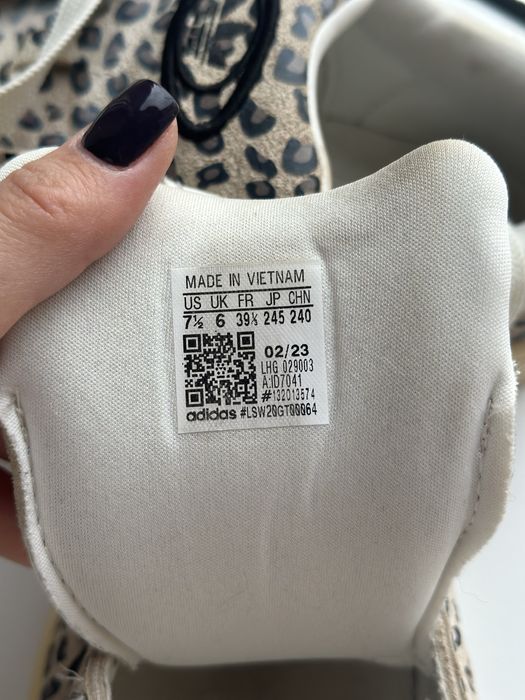 MADE IN VIETNAM
US UK FR JP CHN
7½ 6 39⅓ 245 240
02/23
LHG 029003
A:ID7041
#132013574
adidas #LSW20GT00064